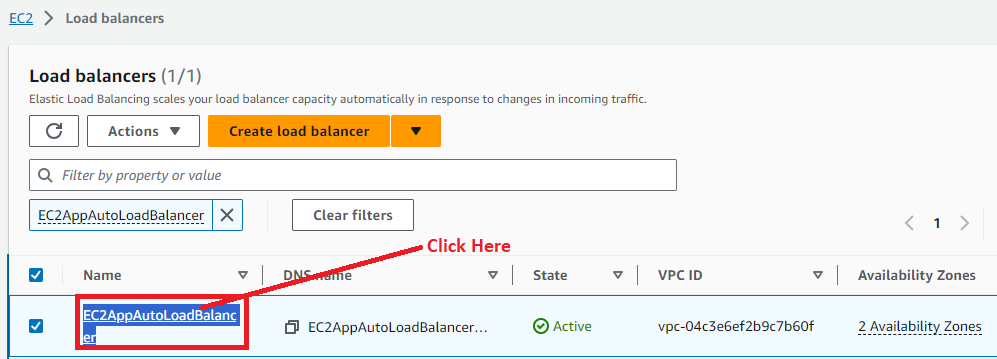 EC2 > Load balancers
Load balancers (1/1)
Elastic Load Balancing scales your load balancer capacity automatically in response to changes in incoming traffic.
Actions Create load balancer
Filter by property or value
EC2AppAutoLoadBalancer Clear filters
1
Click Here
Name DNS name State VPC ID Availability Zones
EC2AppAutoLoadBalanc
er
EC2AppAutoLoadBalancer... Active vpc-04c3e6ef2b9c7b60f 2 Availability Zones